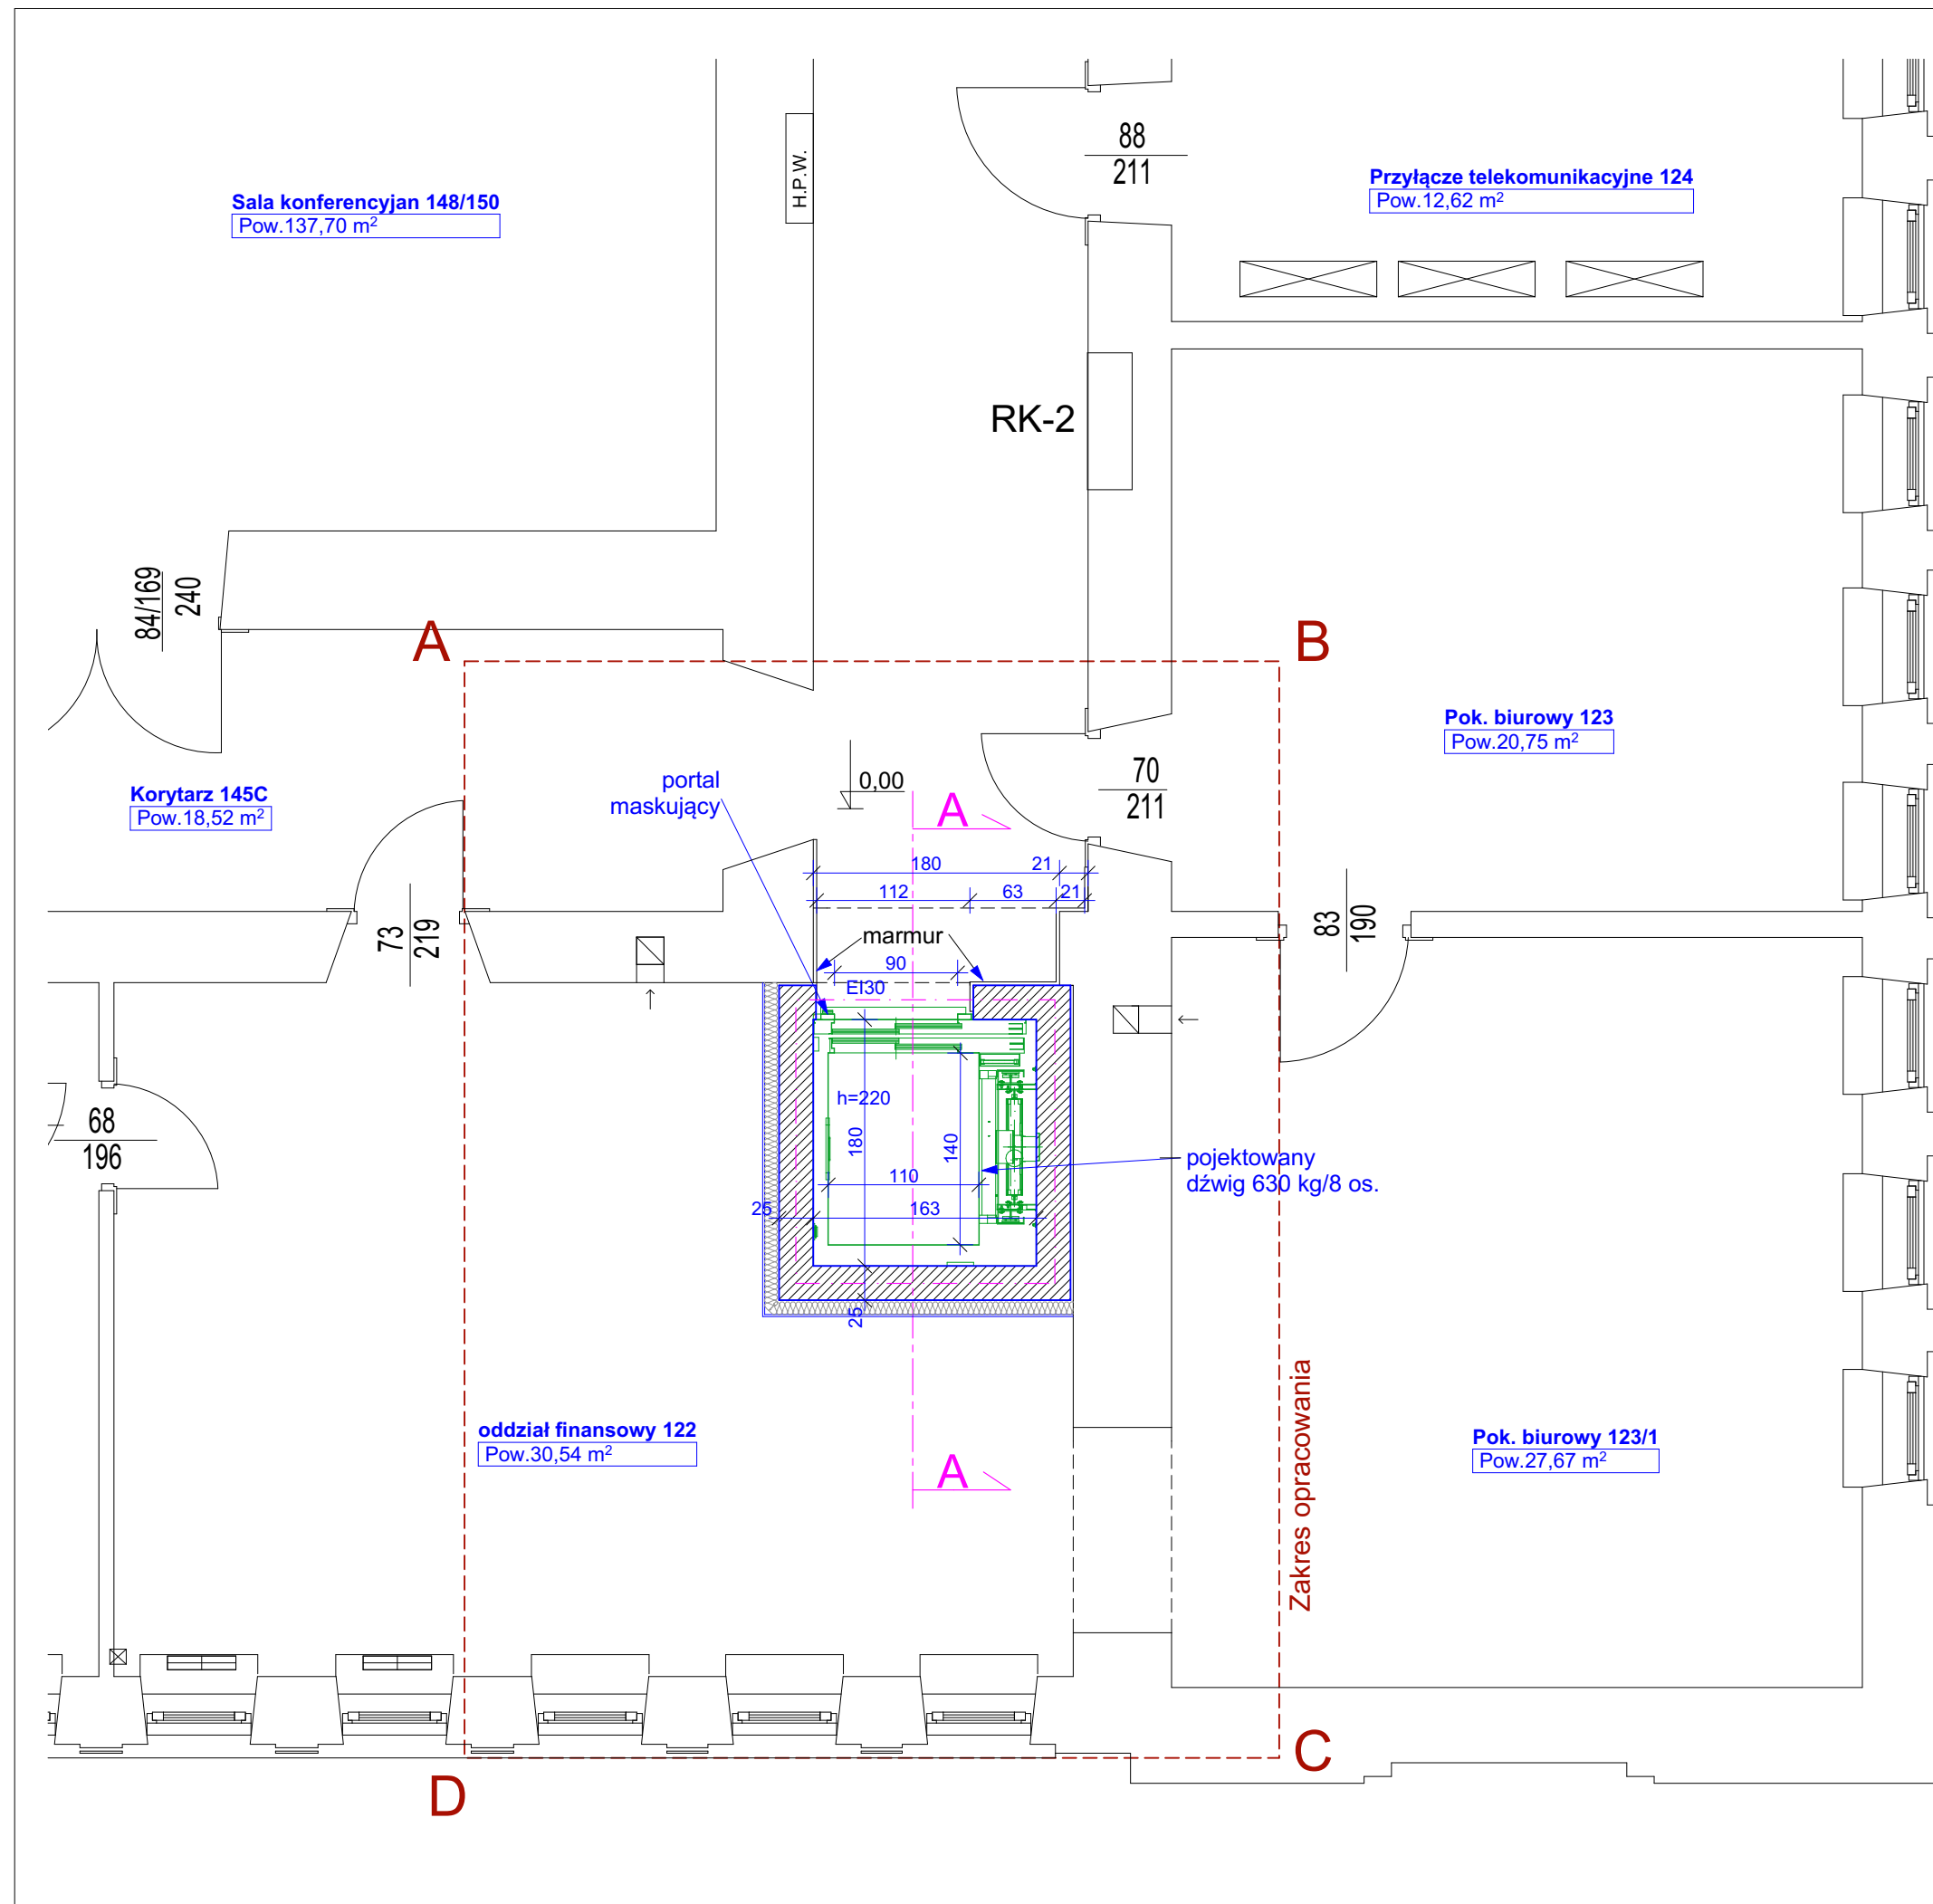 88
211
H.P.W.
Przyłącze telekomunikacyjne 124
Pow.12,62 m²
Sala konferencyjan 148/150
Pow.137,70 m²
RK-2
84/169
240
A
B
Pok. biurowy 123
Pow.20,75 m²
portal
maskujący
0,00
70
211
Korytarz 145C
Pow.18,52 m²
A
180
21
112
63
21
73
219
83
190
marmur
90
EI30
h=220
180
140
110
68
196
pojektowany
dźwig 630 kg/8 os.
25
163
25
Zakres opracowania
oddział finansowy 122
Pow.30,54 m²
A
Pok. biurowy 123/1
Pow.27,67 m²
C
D